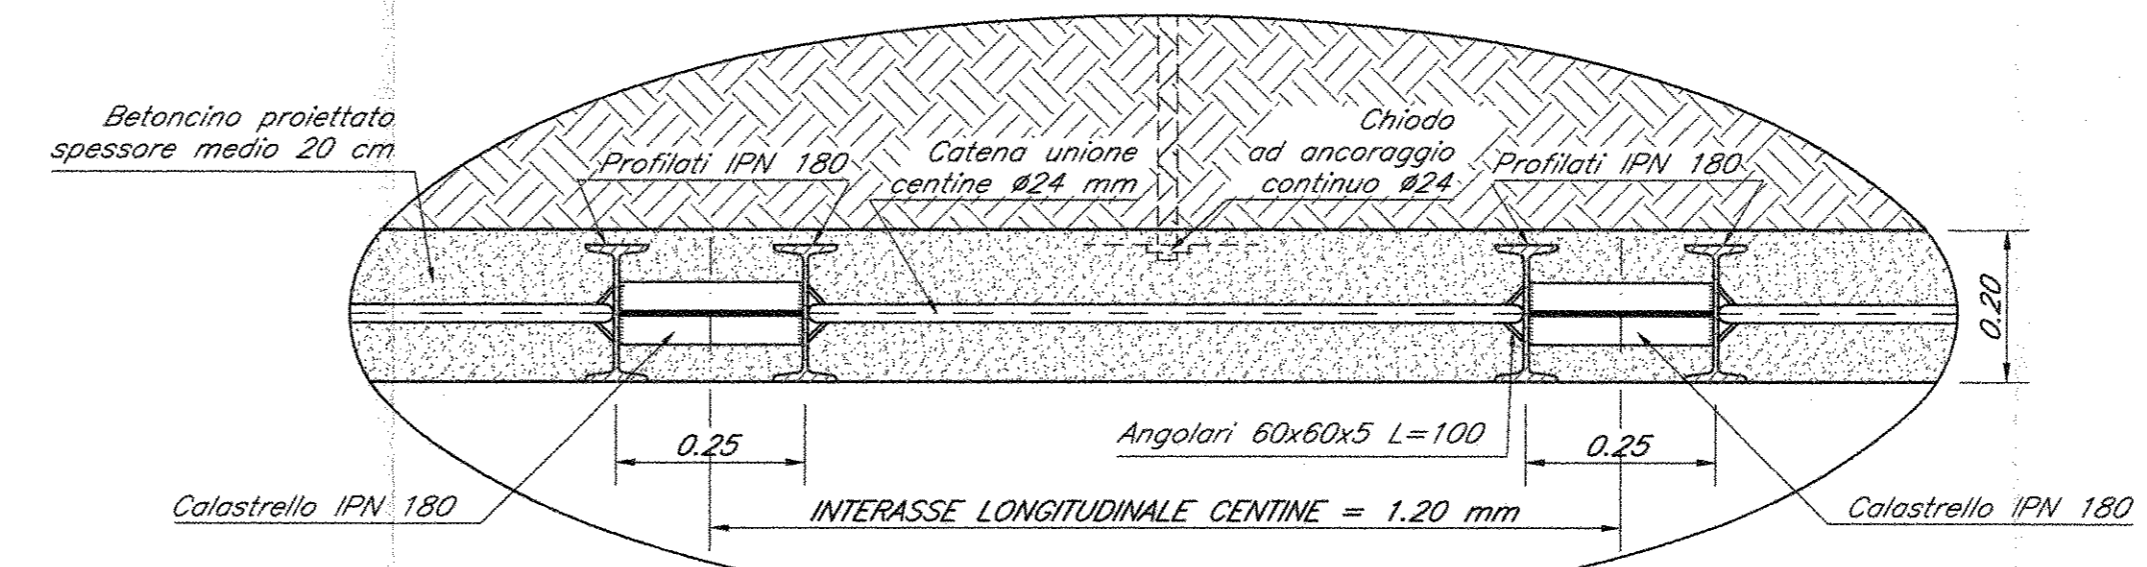 Betoncino proiettato
spessore medio 20 cm
Profilati IPN 180
Catena unione
centine ø24 mm
Chiodo
ad ancoraggio
continuo ø24
Profilati IPN 180
0.20
0.25
Angolari 60x60x5 L=100
0.25
Calastrello IPN 180
INTERASSE LONGITUDINALE CENTINE = 1.20 mm
Calastrello IPN 180